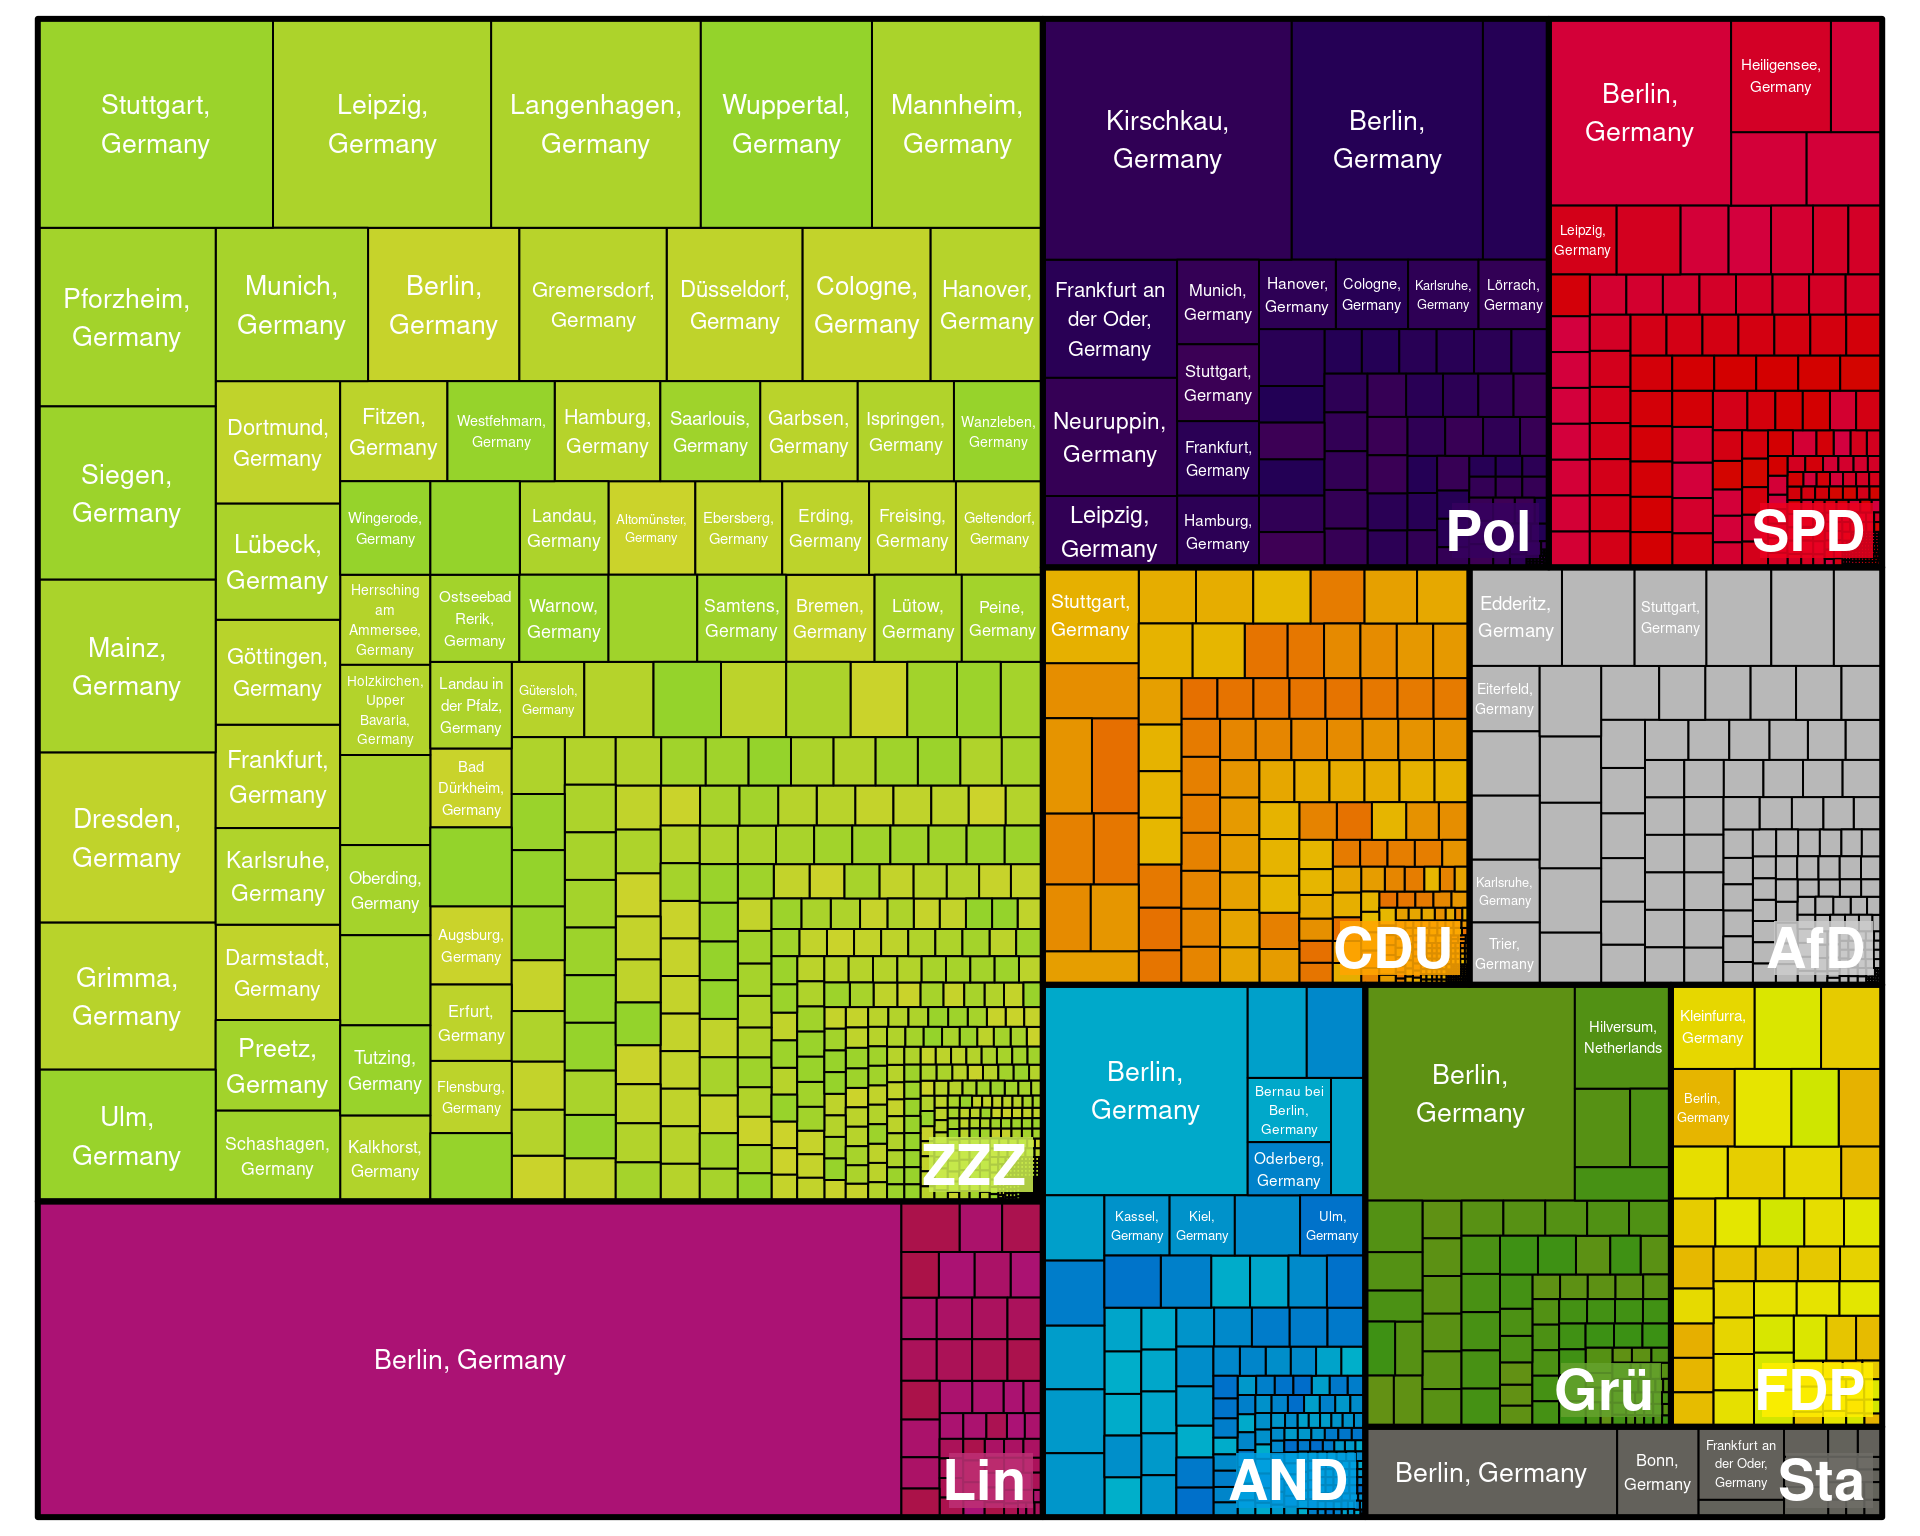 Stuttgart,
Germany
Leipzig,
Germany
Langenhagen,
Germany
Wuppertal,
Germany
Mannheim,
Germany
Pforzheim,
Germany
Munich,
Germany
Berlin,
Germany
Gremersdorf,
Germany
Düsseldorf,
Germany
Cologne,
Germany
Hanover,
Germany
Siegen,
Germany
Mainz,
Germany
Dresden,
Germany
Grimma,
Germany
Ulm,
Germany
Dortmund,
Germany
Lübeck,
Germany
Göttingen,
Germany
Frankfurt,
Germany
Karlsruhe,
Germany
Darmstadt,
Germany
Preetz,
Germany
Schashagen,
Germany
Fitzen,
Germany
Westfehmarn,
Germany
Hamburg,
Germany
Saarlouis,
Germany
Garbsen,
Germany
Ispringen,
Germany
Wanzleben,
Germany
Wingerode,
Germany
Landau,
Germany
Altomünster,
Germany
Ebersberg,
Germany
Erding,
Germany
Freising,
Germany
Geltendorf,
Germany
Herrsching
am
Ammersee,
Germany
Ostseebad
Rerik,
Germany
Warnow,
Germany
Samtens,
Germany
Bremen,
Germany
Lütow,
Germany
Peine,
Germany
Holzkirchen,
Upper
Bavaria,
Germany
Landau in
der Pfalz,
Germany
Gütersloh,
Germany
Bad
Dürkheim,
Germany
Oberding,
Germany
Augsburg,
Germany
Erfurt,
Germany
Tutzing,
Germany
Flensburg,
Germany
Kalkhorst,
Germany
ZZZ
Berlin, Germany
Lin
Kirschkau,
Germany
Berlin,
Germany
Frankfurt an
der Oder,
Germany
Munich,
Germany
Hanover,
Germany
Cologne,
Germany
Karlsruhe,
Germany
Lörrach,
Germany
Stuttgart,
Germany
Neuruppin,
Germany
Frankfurt,
Germany
Leipzig,
Germany
Hamburg,
Germany
Pol
Berlin,
Germany
Heiligensee,
Germany
Leipzig,
Germany
SPD
Stuttgart,
Germany
CDU
Edderitz,
Germany
Stuttgart,
Germany
Eiterfeld,
Germany
Karlsruhe,
Germany
Trier,
Germany
AfD
Berlin,
Germany
Bernau bei
Berlin,
Germany
Oderberg,
Germany
Kassel,
Germany
Kiel,
Germany
Ulm,
Germany
AND
Berlin,
Germany
Hilversum,
Netherlands
Grü
Kleinfurra,
Germany
Berlin,
Germany
FDP
Berlin, Germany
Bonn,
Germany
Frankfurt an
der Oder,
Germany
Sta